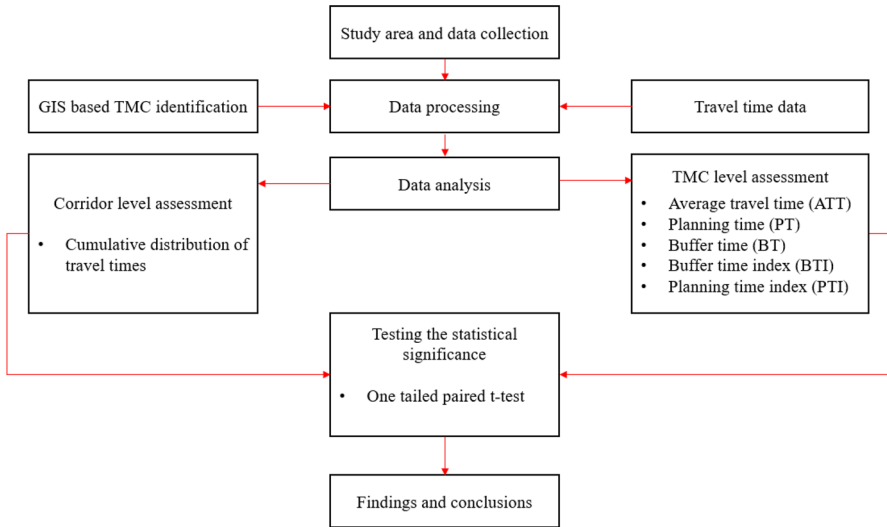 Study area and data collection
GIS based TMC identification
Data processing
Travel time data
Data analysis
Corridor level assessment
• Cumulative distribution of
travel times
TMC level assessment
• Average travel time (ATT)
• Planning time (PT)
• Buffer time (BT)
• Buffer time index (BTI)
• Planning time index (PTI)
Testing the statistical
significance
• One tailed paired t-test
Findings and conclusions